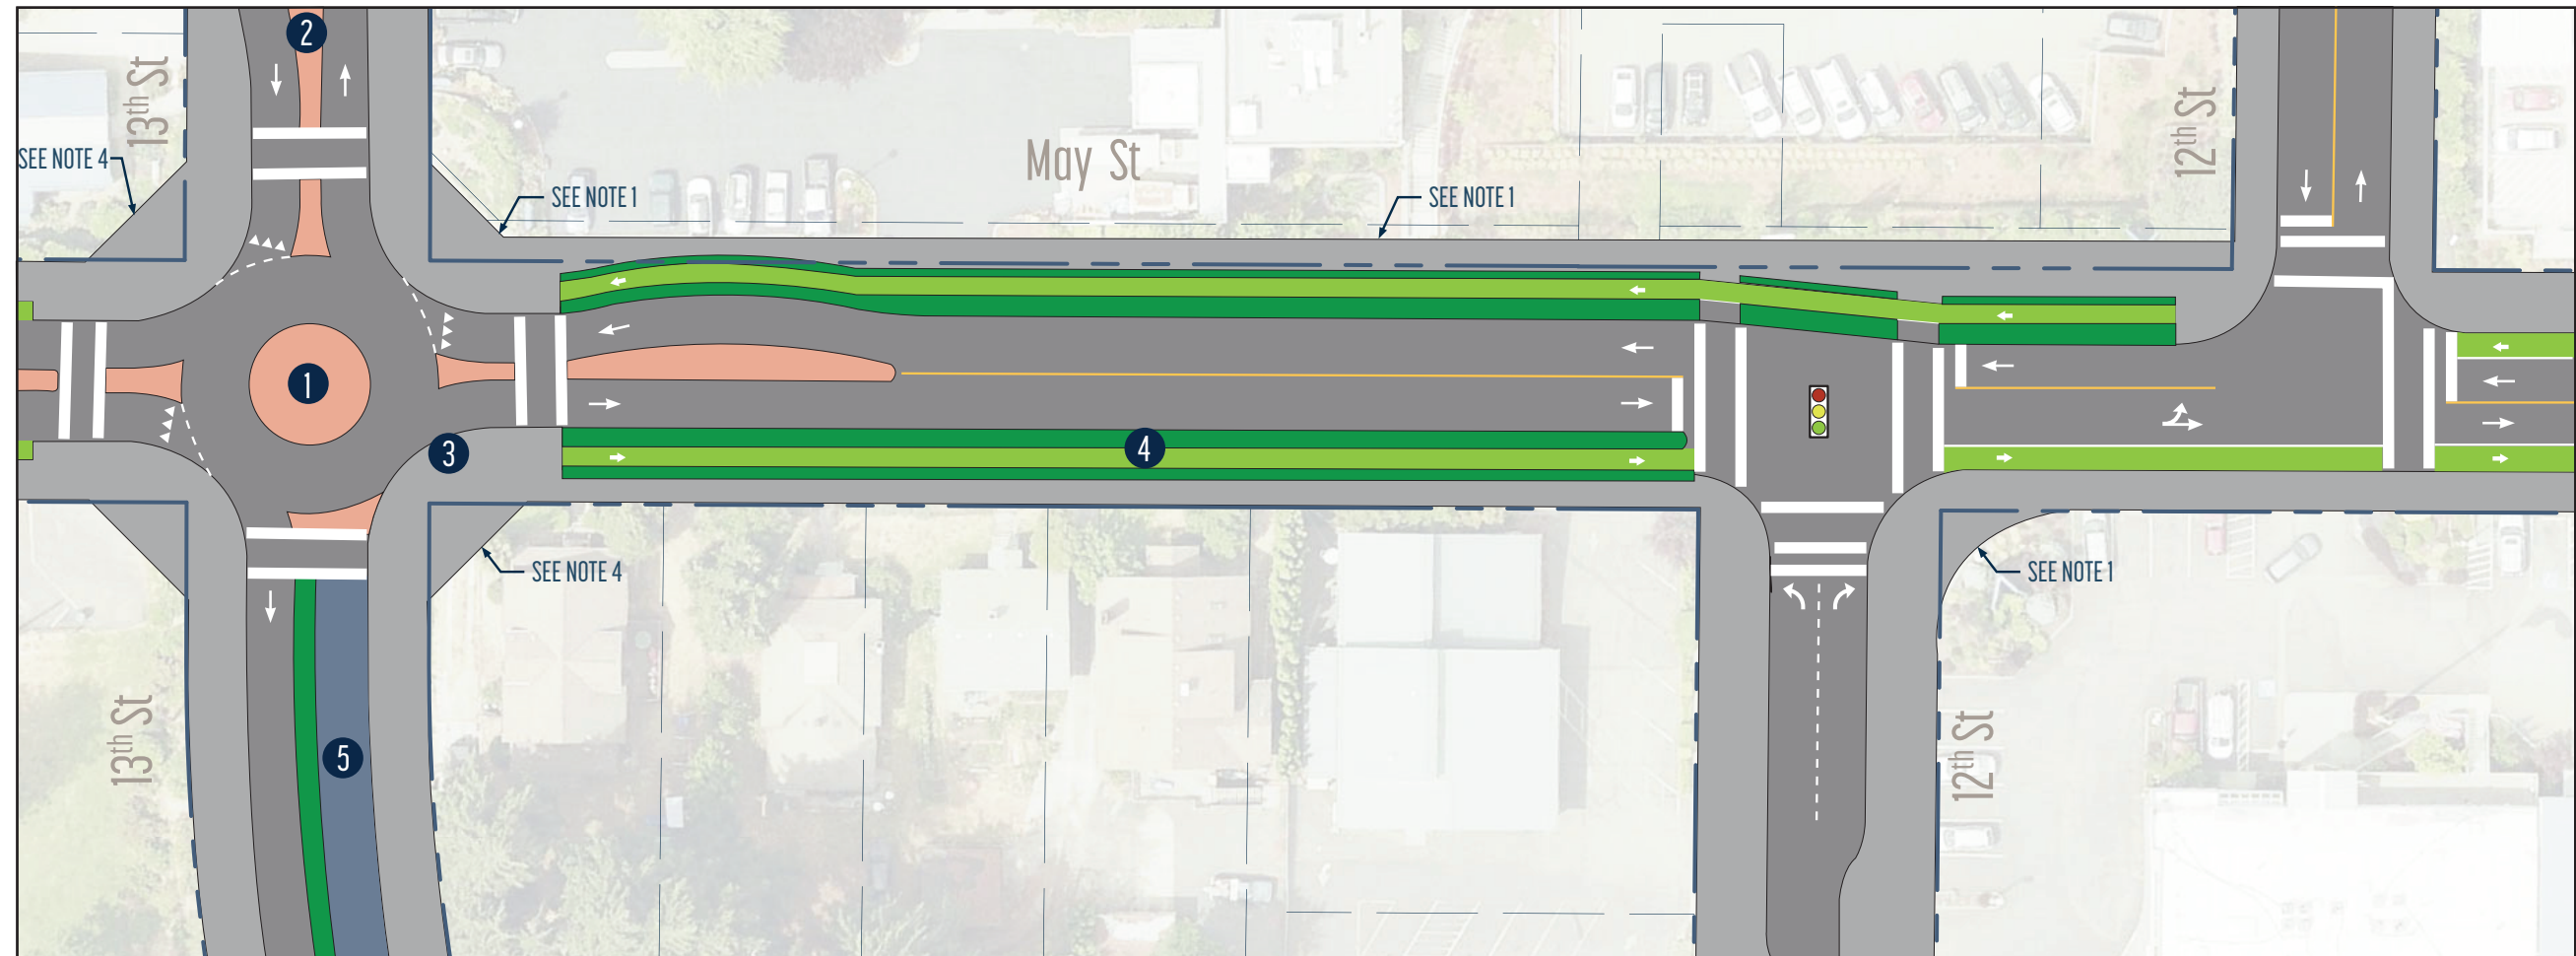 2
13th St
SEE NOTE 4
SEE NOTE 1
May St
SEE NOTE 1
12th St
1
3
4
SEE NOTE 4
SEE NOTE 1
13th St
5
12th St